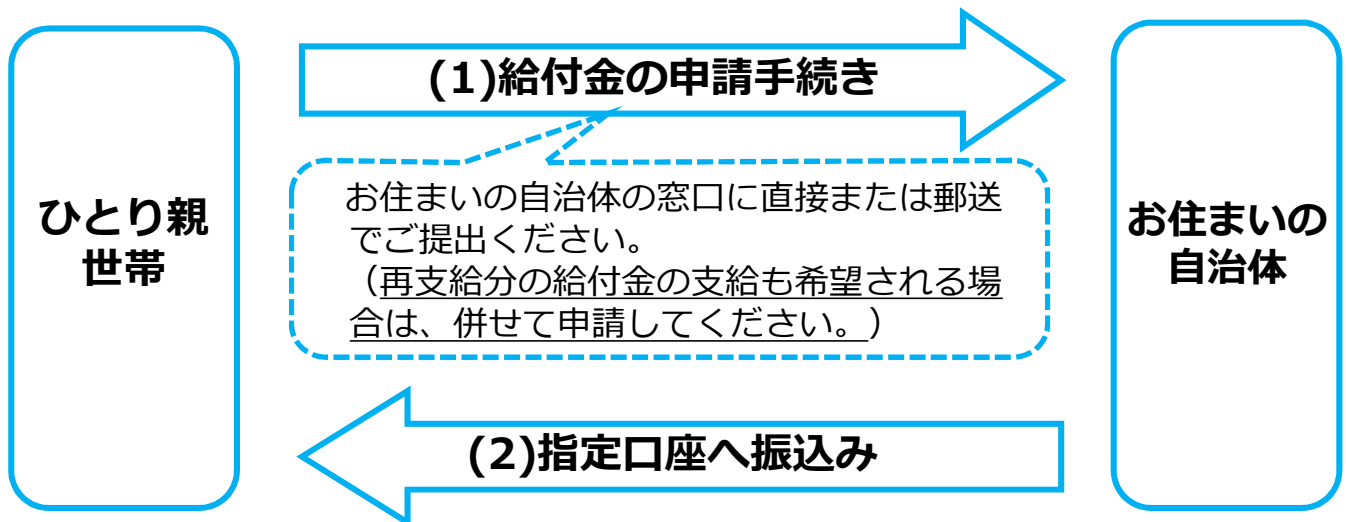 ひとり親
世帯
(1)給付金の申請手続き
お住まいの自治体の窓口に直接または郵送
でご提出ください。
（再支給分の給付金の支給も希望される場
合は、併せて申請してください。）
(2)指定口座へ振込み
お住まいの
自治体